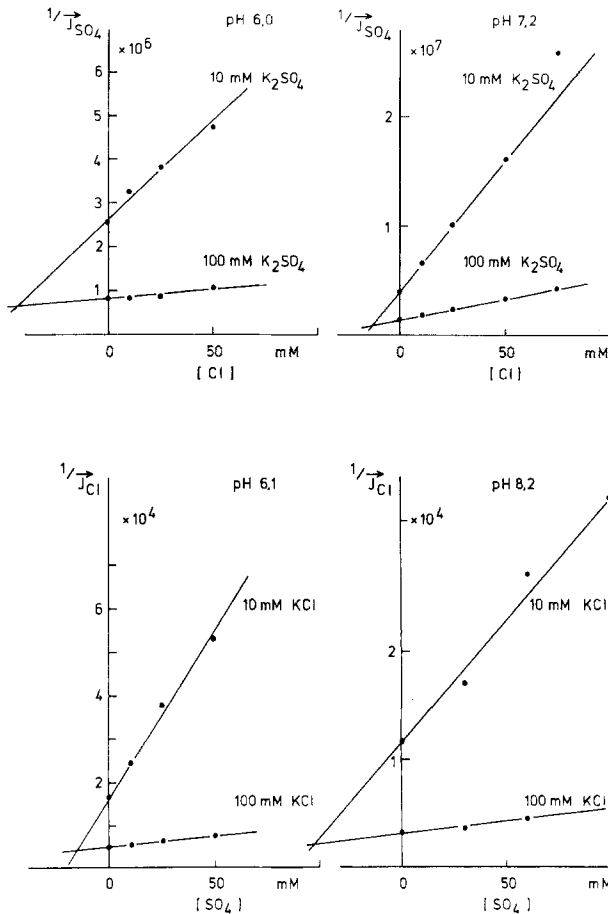 1/J⃗SO4
pH 6,0
×10⁶
10 mM K2SO4
6
5
4
3
2
100 mM K2SO4
1
0 50 mM
[Cl]
1/J⃗SO4
pH 7,2
×10⁷
10 mM K2SO4
2
1
100 mM K2SO4
0 50 mM
[Cl]
1/J⃗Cl
pH 6,1
×10⁴
6
10 mM KCl
4
2
100 mM KCl
0 50 mM
[SO4]
1/J⃗Cl
pH 8,2
×10⁴
10 mM KCl
2
1
100 mM KCl
0 50 mM
[SO4]